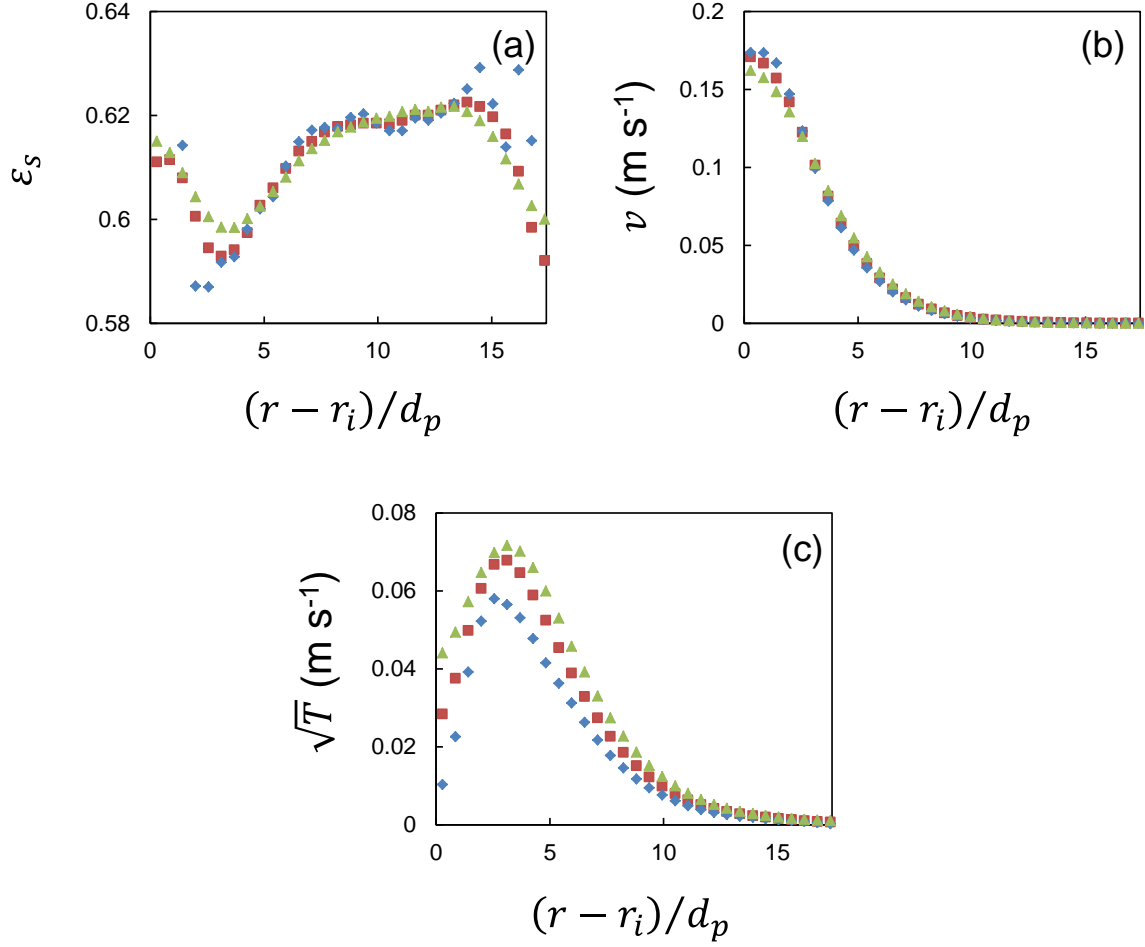 0.64
0.62
0.6
0.58
εₛ
(a)
0 5 10 15
(r − rᵢ)/dₚ
0.2
0.15
0.1
0.05
0
v (m s⁻¹)
(b)
0 5 10 15
(r − rᵢ)/dₚ
0.08
0.06
0.04
0.02
0
√T (m s⁻¹)
(c)
0 5 10 15
(r − rᵢ)/dₚ